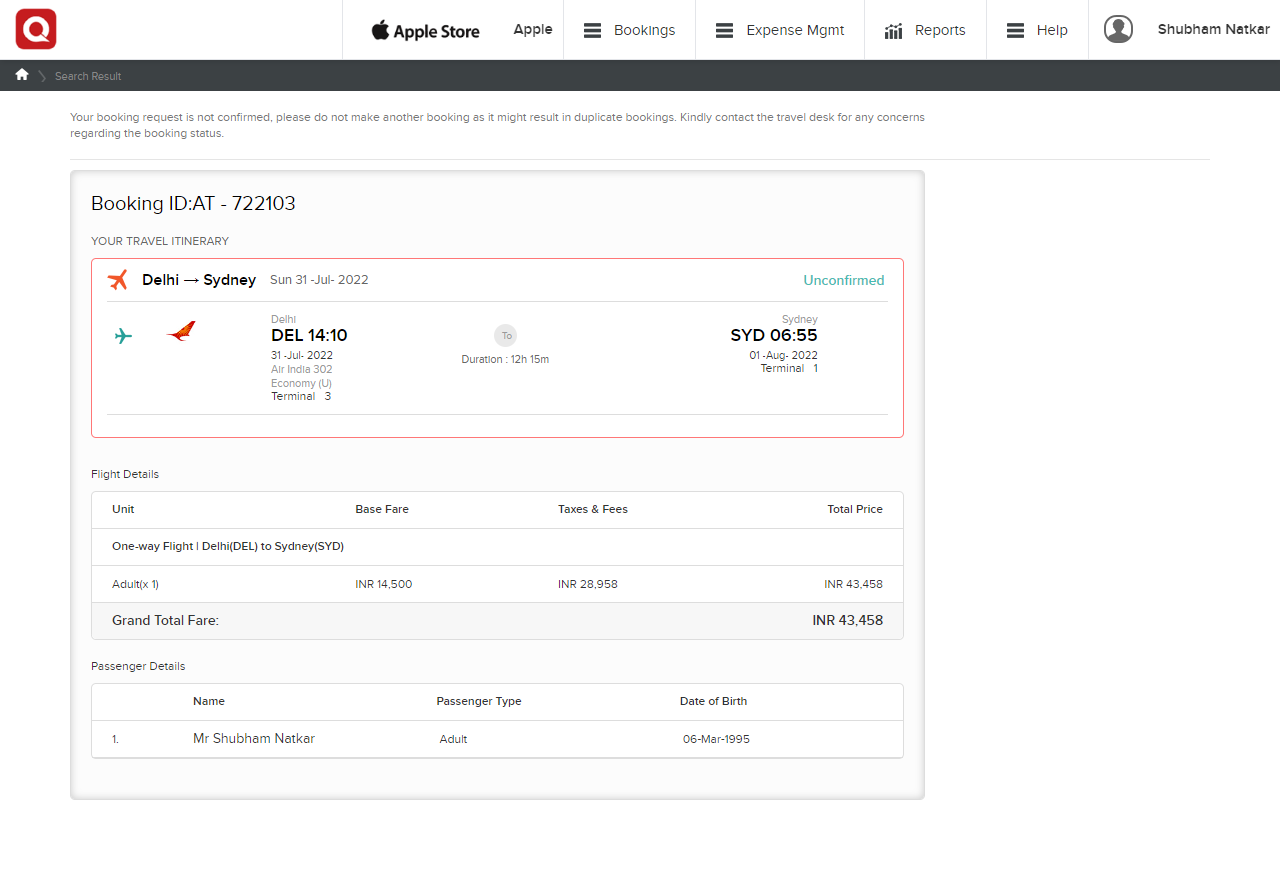 Apple Store Apple Bookings Expense Mgmt Reports Help Shubham Natkar
Search Result
Your booking request is not confirmed, please do not make another booking as it might result in duplicate bookings. Kindly contact the travel desk for any concerns
regarding the booking status.
Booking ID:AT - 722103
YOUR TRAVEL ITINERARY
Delhi → Sydney Sun 31 -Jul- 2022 Unconfirmed
Delhi Sydney
DEL 14:10 To SYD 06:55
31 -Jul- 2022 Duration : 12h 15m 01 -Aug- 2022
Air India 302 Terminal 1
Economy (U)
Terminal 3
Flight Details
Unit Base Fare Taxes & Fees Total Price
One-way Flight | Delhi(DEL) to Sydney(SYD)
Adult(x 1) INR 14,500 INR 28,958 INR 43,458
Grand Total Fare: INR 43,458
Passenger Details
Name Passenger Type Date of Birth
1. Mr Shubham Natkar Adult 06-Mar-1995